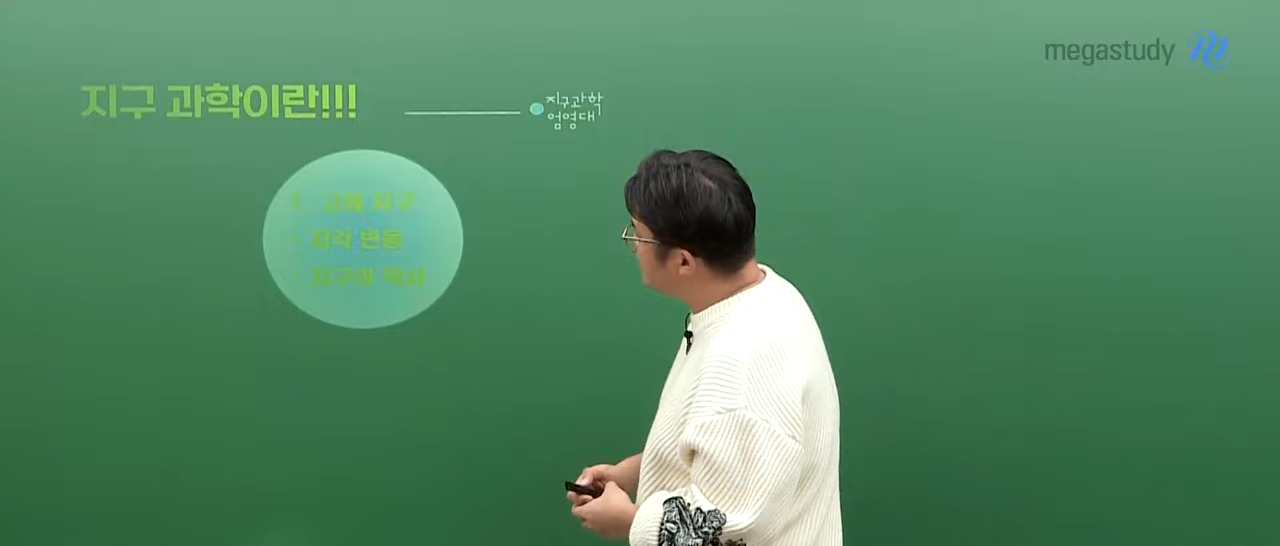 megastudy
지구 과학이란!!!
지구과학
엄영대
고체 지구
지각 변동
지구의 역사